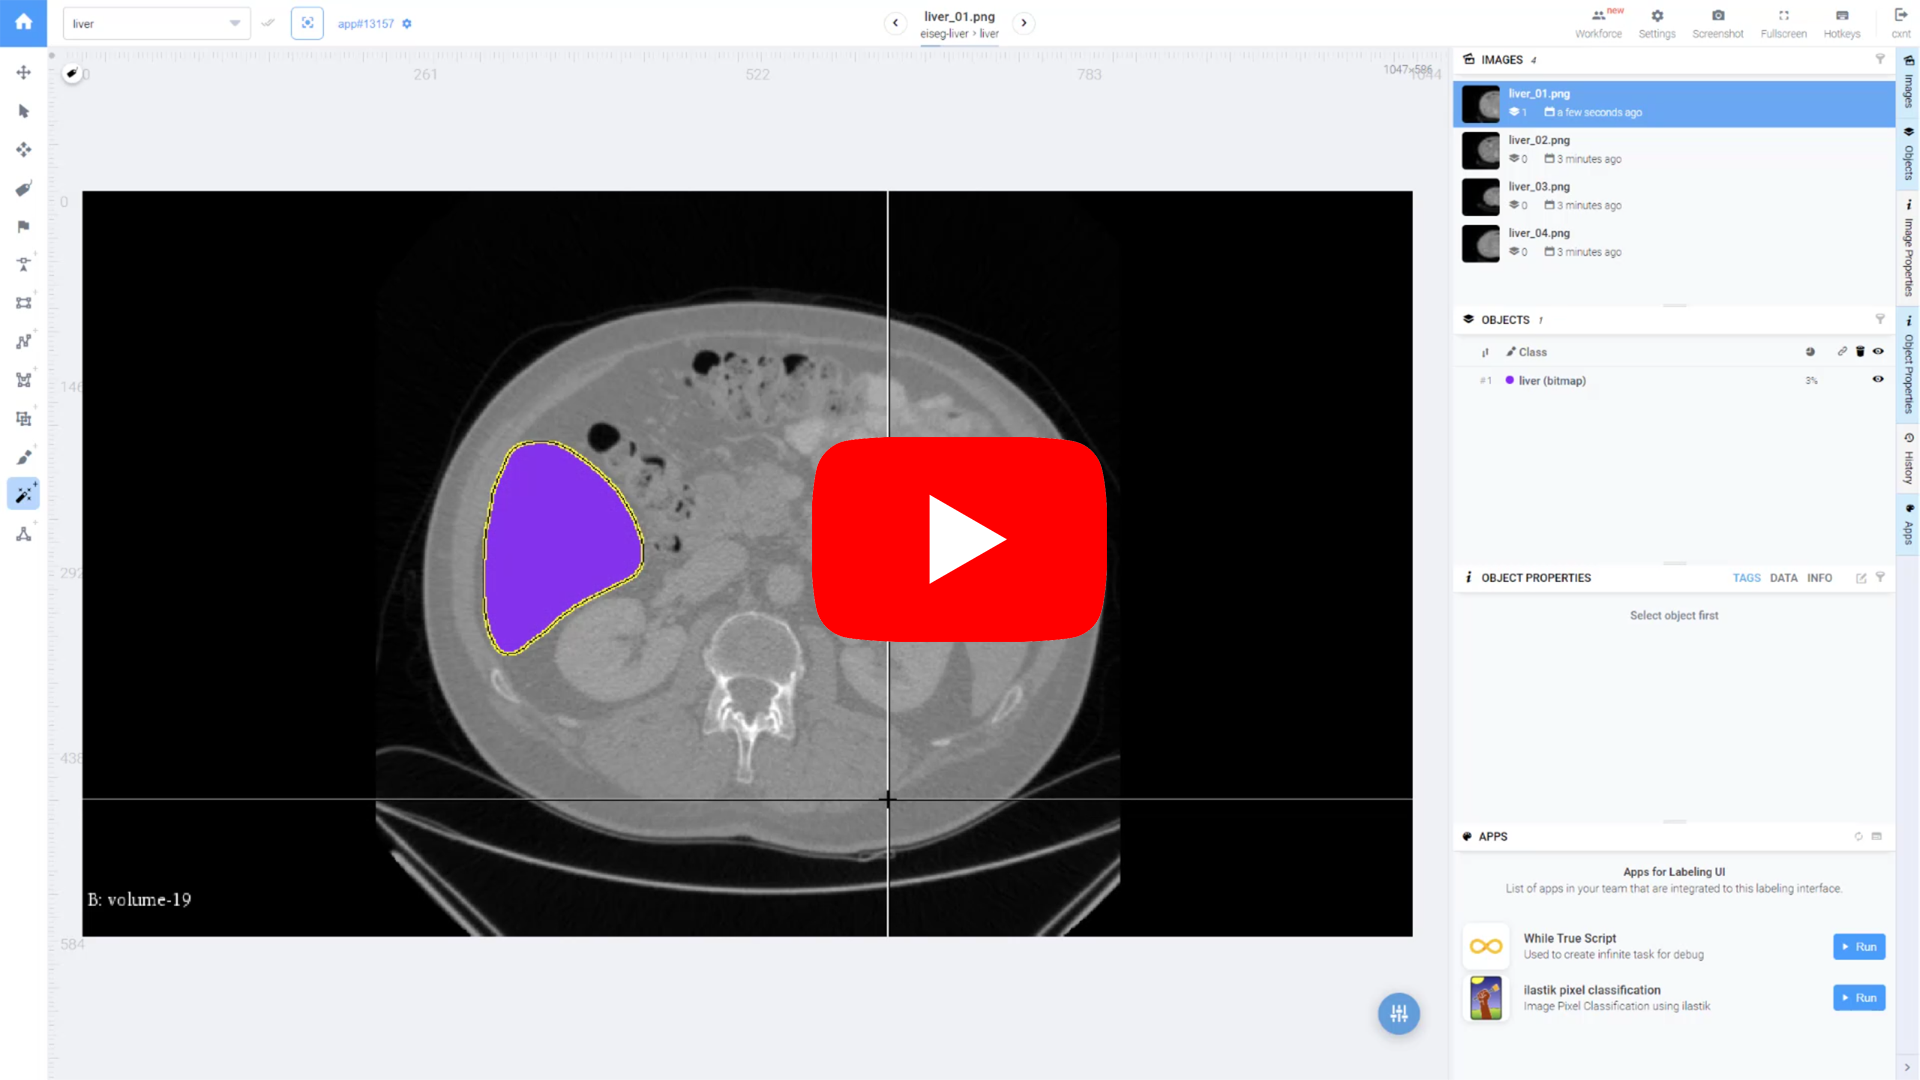 liver
app#13157
liver_01.png
eiseg-liver > liver
new
Workforce
Settings
Screenshot
Fullscreen
Hotkeys
cxnt
0
261
522
783
1047×586
1044
0
146
292
438
584
B: volume-19
IMAGES 4
liver_01.png
1 a few seconds ago
liver_02.png
0 3 minutes ago
liver_03.png
0 3 minutes ago
liver_04.png
0 3 minutes ago
OBJECTS 1
Class
#1 liver (bitmap) 3%
OBJECT PROPERTIES TAGS DATA INFO
Select object first
APPS
Apps for Labeling UI
List of apps in your team that are integrated to this labeling interface.
While True Script
Used to create infinite task for debug
Run
ilastik pixel classification
Image Pixel Classification using ilastik
Run
Images
Objects
Image Properties
Object Properties
History
Apps